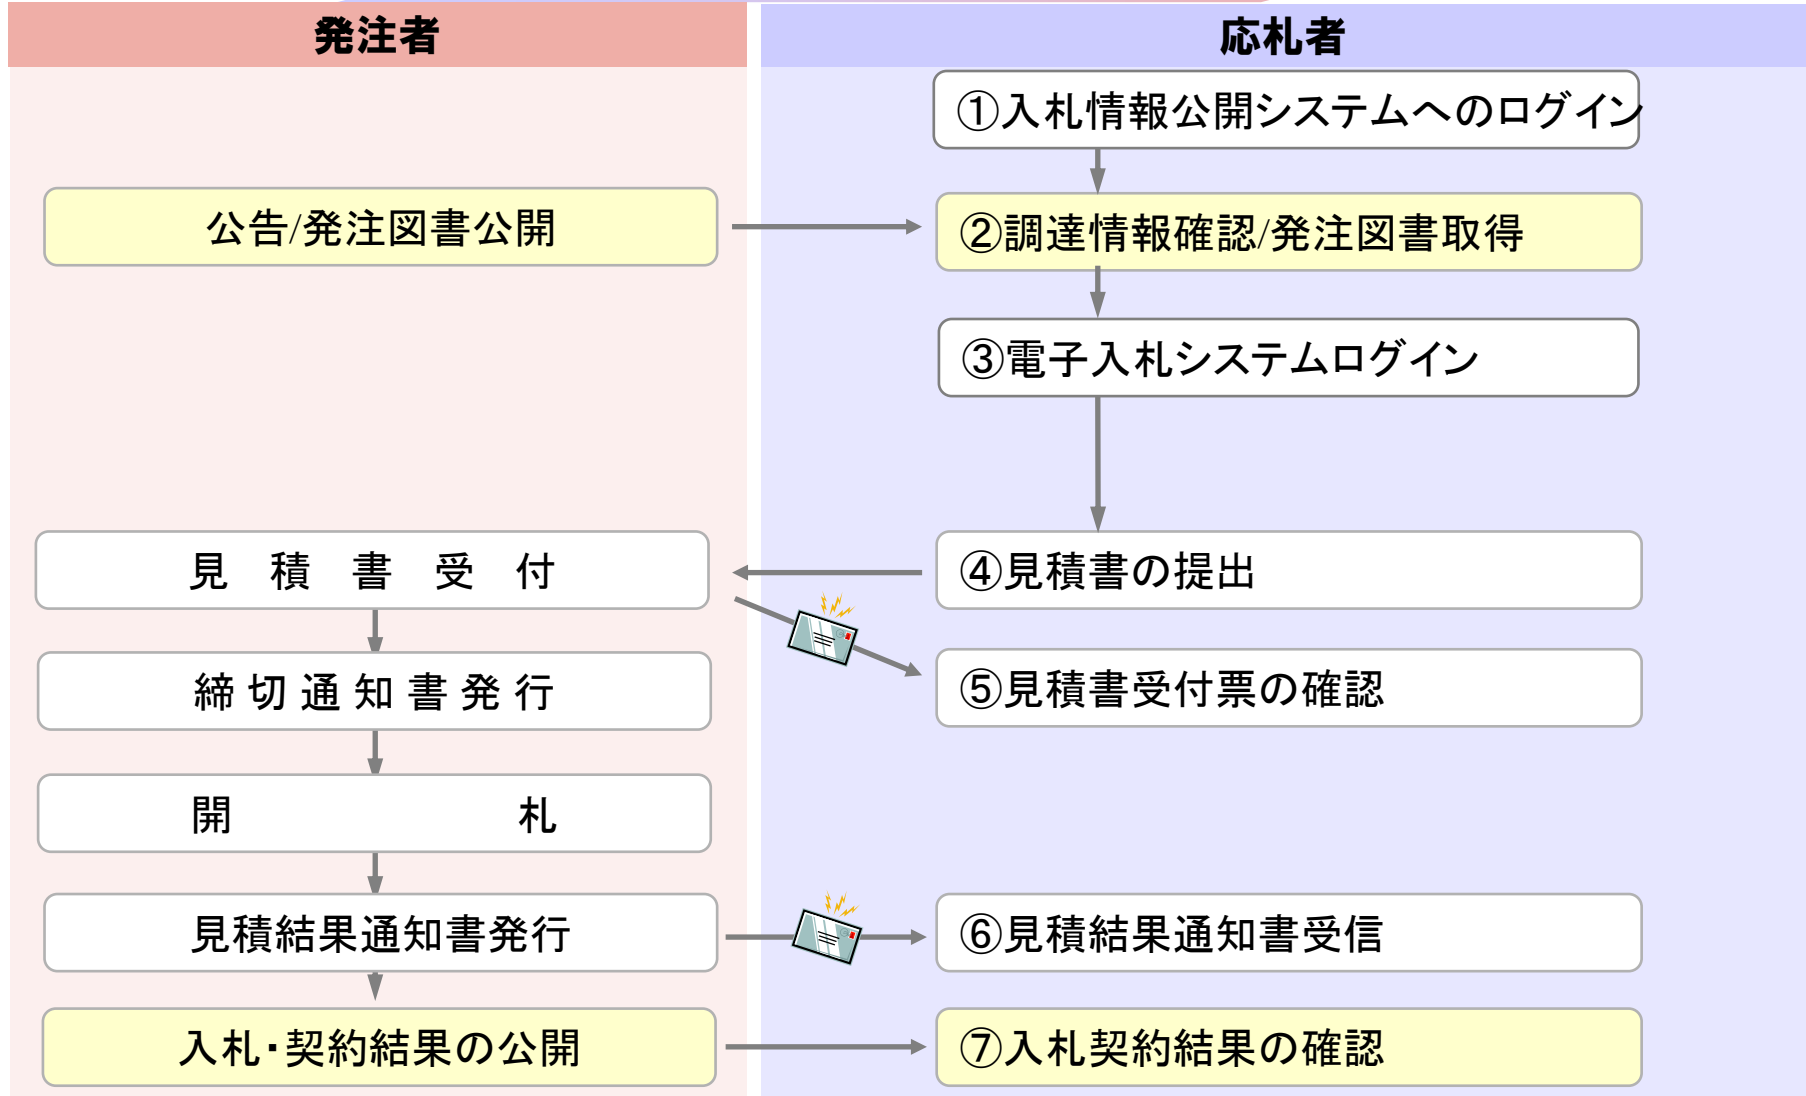 発注者
応札者
①入札情報公開システムへのログイン
公告/発注図書公開
②調達情報確認/発注図書取得
③電子入札システムログイン
見　積　書　受　付
④見積書の提出
締 切 通 知 書 発 行
⑤見積書受付票の確認
開　　　　　　　札
見積結果通知書発行
⑥見積結果通知書受信
入札・契約結果の公開
⑦入札契約結果の確認